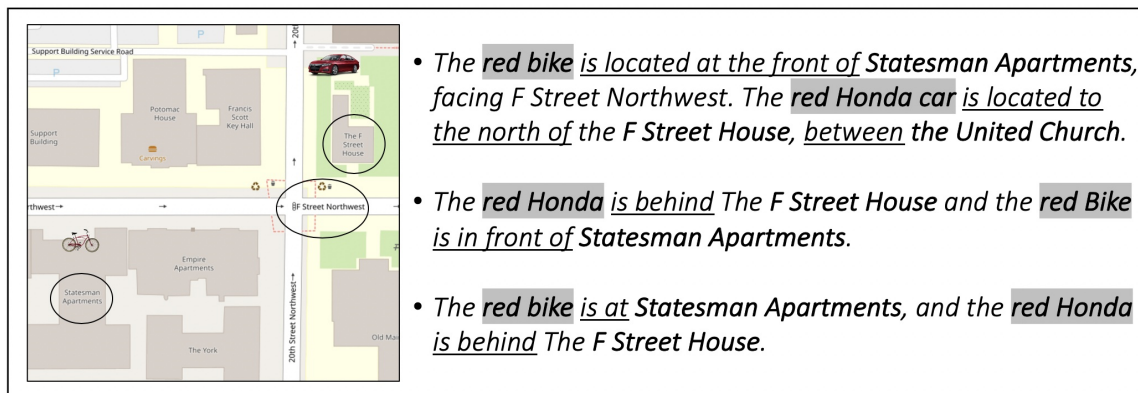 Support Building Service Road
20t
P
P
Potomac
House
Francis
Scott
Key Hall
Support
Building
Carvings
The F
Street
House
rthwest→
F Street Northwest
Empire
Apartments
Statesman
Apartments
The York
20th Street Northwest→
Old Mai
• The red bike is located at the front of Statesman Apartments,
facing F Street Northwest. The red Honda car is located to
the north of the F Street House, between the United Church.
• The red Honda is behind The F Street House and the red Bike
is in front of Statesman Apartments.
• The red bike is at Statesman Apartments, and the red Honda
is behind The F Street House.